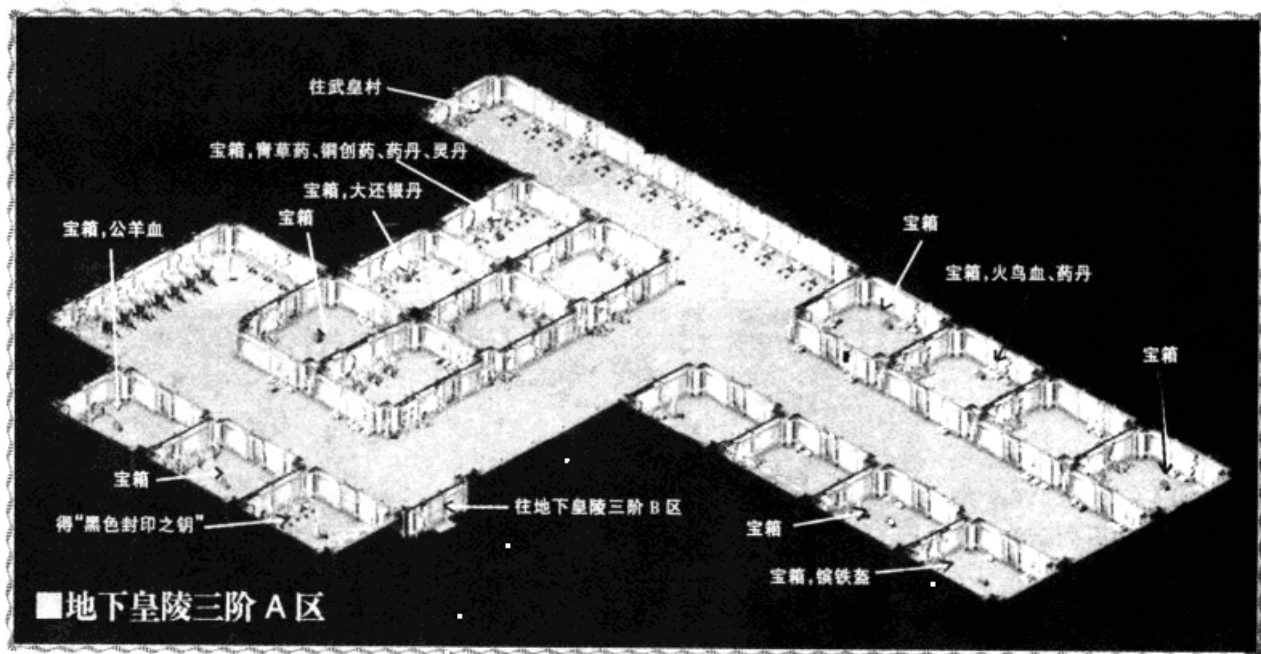 往武皇村
宝箱,青草药、铜创药、药丹、灵丹
宝箱,大还银丹
宝箱
宝箱,公羊血
宝箱
宝箱,火鸟血、药丹
宝箱
宝箱
得“黑色封印之钥”
往地下皇陵三阶 B 区
宝箱
宝箱,镔铁盔
■地下皇陵三阶 A 区